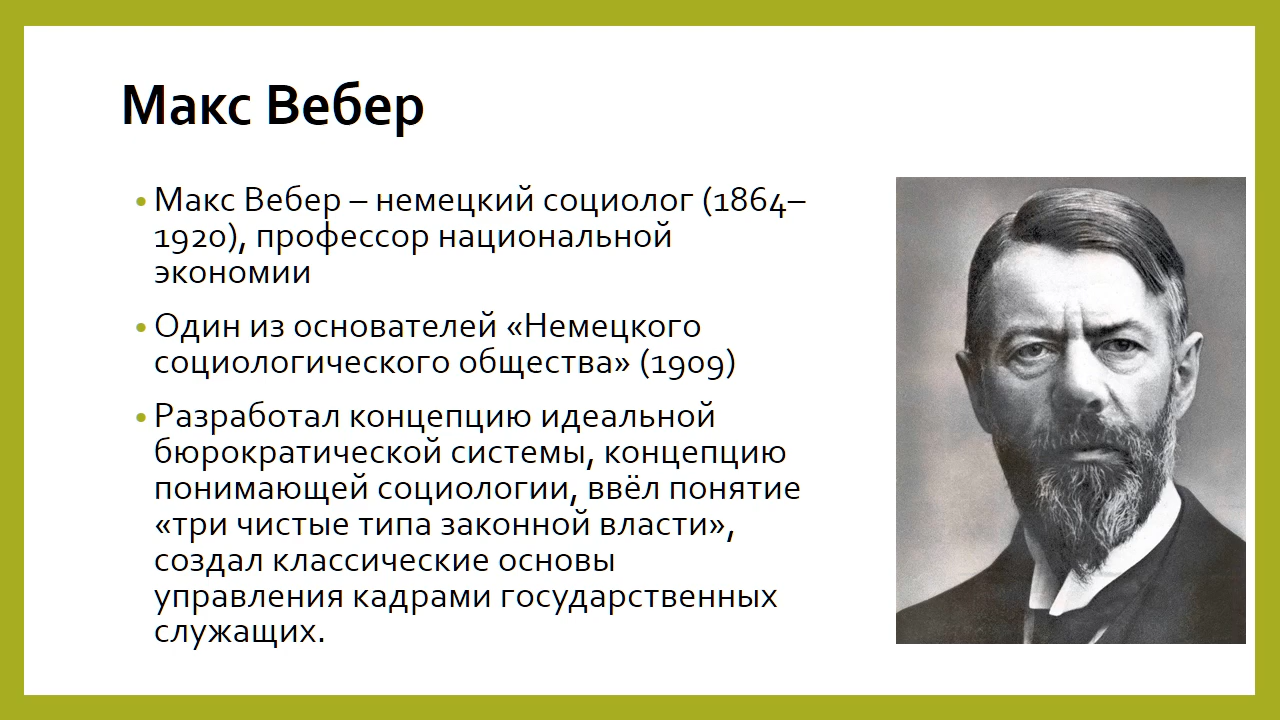 Макс Вебер
• Макс Вебер – немецкий социолог (1864–
1920), профессор национальной
экономии
• Один из основателей «Немецкого
социологического общества» (1909)
• Разработал концепцию идеальной
бюрократической системы, концепцию
понимающей социологии, ввёл понятие
«три чистые типа законной власти»,
создал классические основы
управления кадрами государственных
служащих.